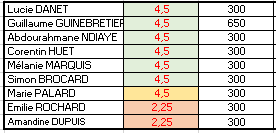 Lucie DANET 4,5 300
Guillaume GUINEBRETIER 4,5 650
Abdourahmane NDIAYE 4,5 300
Corentin HUET 4,5 300
Mélanie MARQUIS 4,5 300
Simon BROCARD 4,5 300
Marie PALARD 4,5 300
Emilie ROCHARD 2,25 300
Amandine DUPUIS 2,25 300